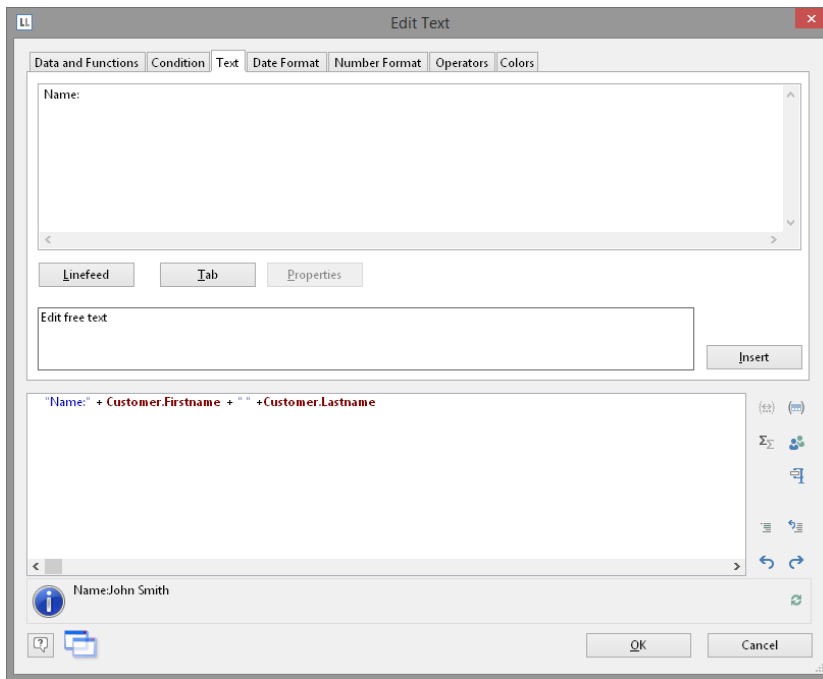 LL
Edit Text
Data and Functions Condition Text Date Format Number Format Operators Colors
Name:
Linefeed Tab Properties
Edit free text
Insert
"Name:" + Customer.Firstname + " " +Customer.Lastname
Name:John Smith
OK Cancel